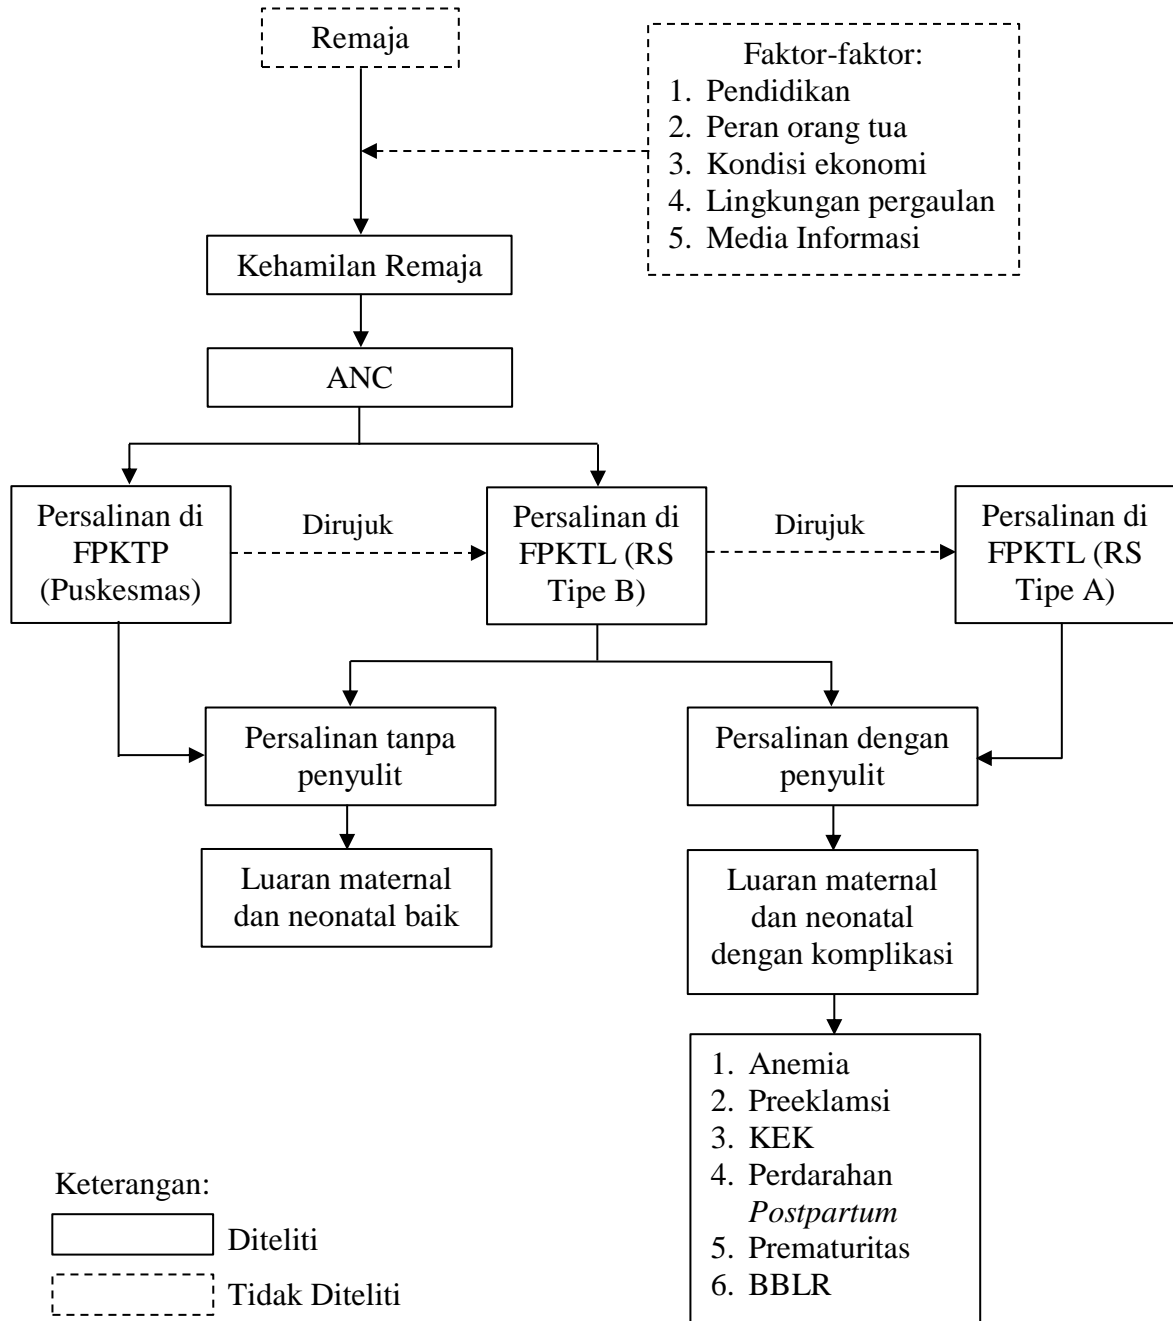 Remaja
Faktor-faktor:
1. Pendidikan
2. Peran orang tua
3. Kondisi ekonomi
4. Lingkungan pergaulan
5. Media Informasi
Kehamilan Remaja
ANC
Persalinan di
FPKTP
(Puskesmas)
Dirujuk
Persalinan di
FPKTL (RS
Tipe B)
Dirujuk
Persalinan di
FPKTL (RS
Tipe A)
Persalinan tanpa
penyulit
Persalinan dengan
penyulit
Luaran maternal
dan neonatal baik
Luaran maternal
dan neonatal
dengan komplikasi
1. Anemia
2. Preeklamsi
3. KEK
4. Perdarahan
Postpartum
5. Prematuritas
6. BBLR
Keterangan:
Diteliti
Tidak Diteliti